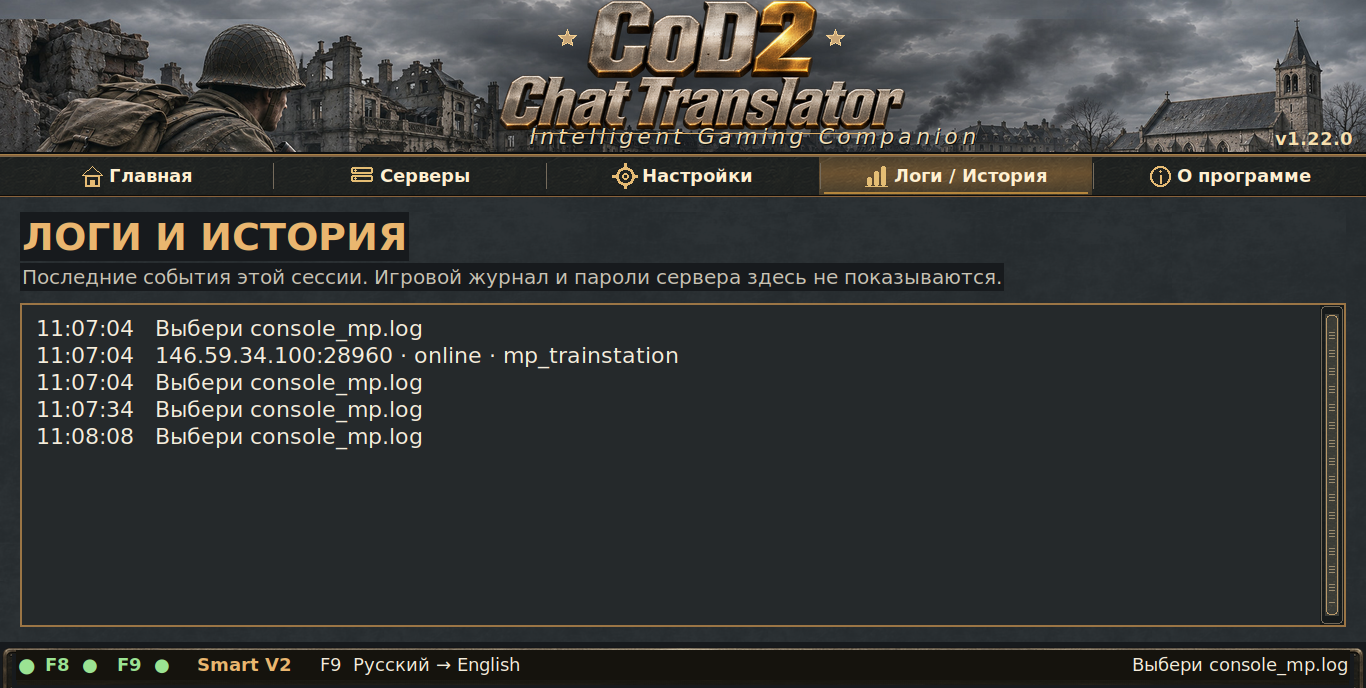 CoD2
Chat Translator
Intelligent Gaming Companion
v1.22.0
Главная Серверы Настройки Логи / История О программе
ЛОГИ И ИСТОРИЯ
Последние события этой сессии. Игровой журнал и пароли сервера здесь не показываются.
11:07:04 Выбери console_mp.log
11:07:04 146.59.34.100:28960 · online · mp_trainstation
11:07:04 Выбери console_mp.log
11:07:34 Выбери console_mp.log
11:08:08 Выбери console_mp.log
F8 F9 Smart V2 F9 Русский → English Выбери console_mp.log